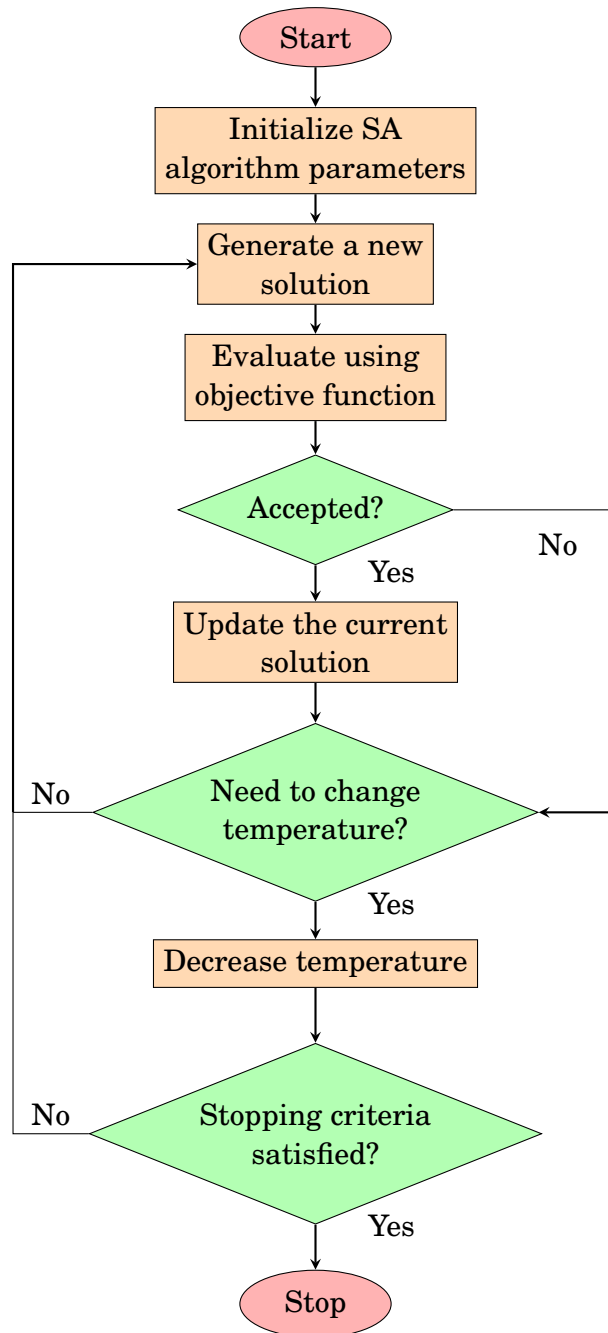 Start
Initialize SA
algorithm parameters
Generate a new
solution
Evaluate using
objective function
Accepted?
No
Yes
Update the current
solution
No
Need to change
temperature?
Yes
Decrease temperature
No
Stopping criteria
satisfied?
Yes
Stop